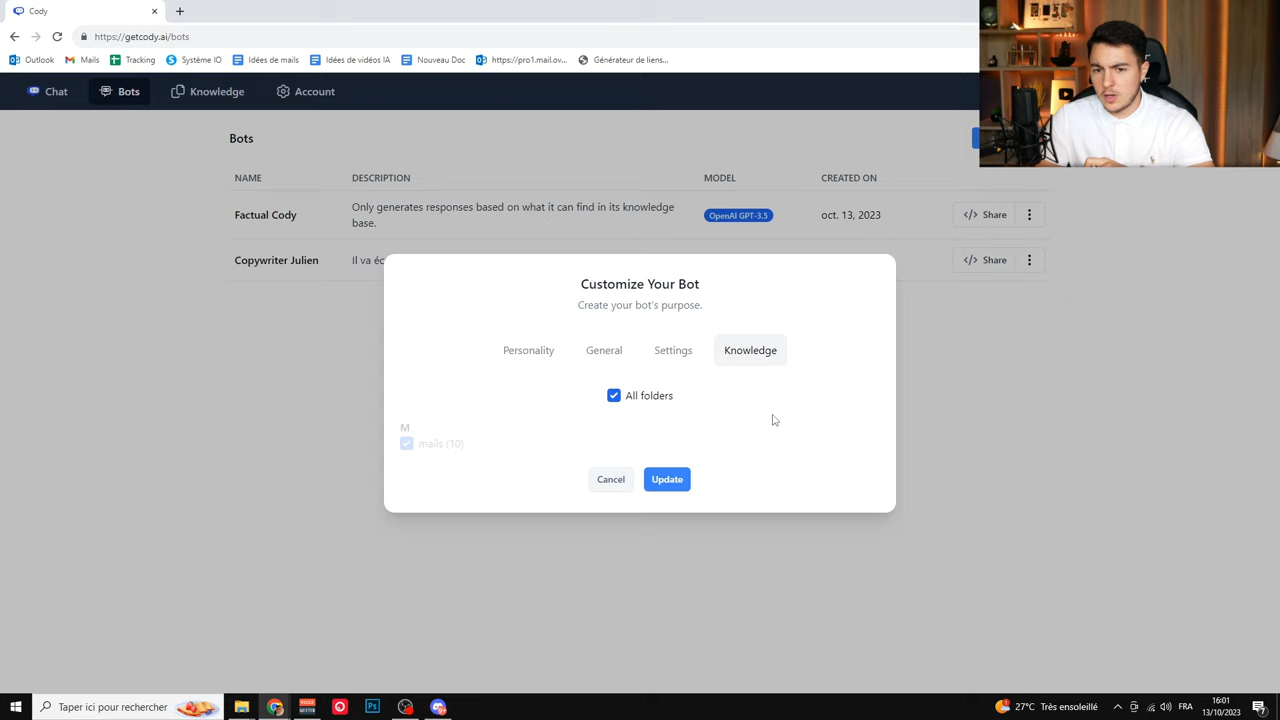 Cody
https://getcody.ai/bots
Outlook Mails Tracking Système IO Idées de mails Idées de vidéos IA Nouveau Doc https://pro1.mail.ov... Générateur de liens...
Chat Bots Knowledge Account
Bots
NAME DESCRIPTION MODEL CREATED ON
Factual Cody Only generates responses based on what it can find in its knowledge base. OpenAI GPT-3.5 oct. 13, 2023 Share
Copywriter Julien Il va éc Share
Customize Your Bot
Create your bot's purpose.
Personality General Settings Knowledge
All folders
M
mails (10)
Cancel Update
Taper ici pour rechercher
27°C Très ensoleillé FRA 16:01
13/10/2023